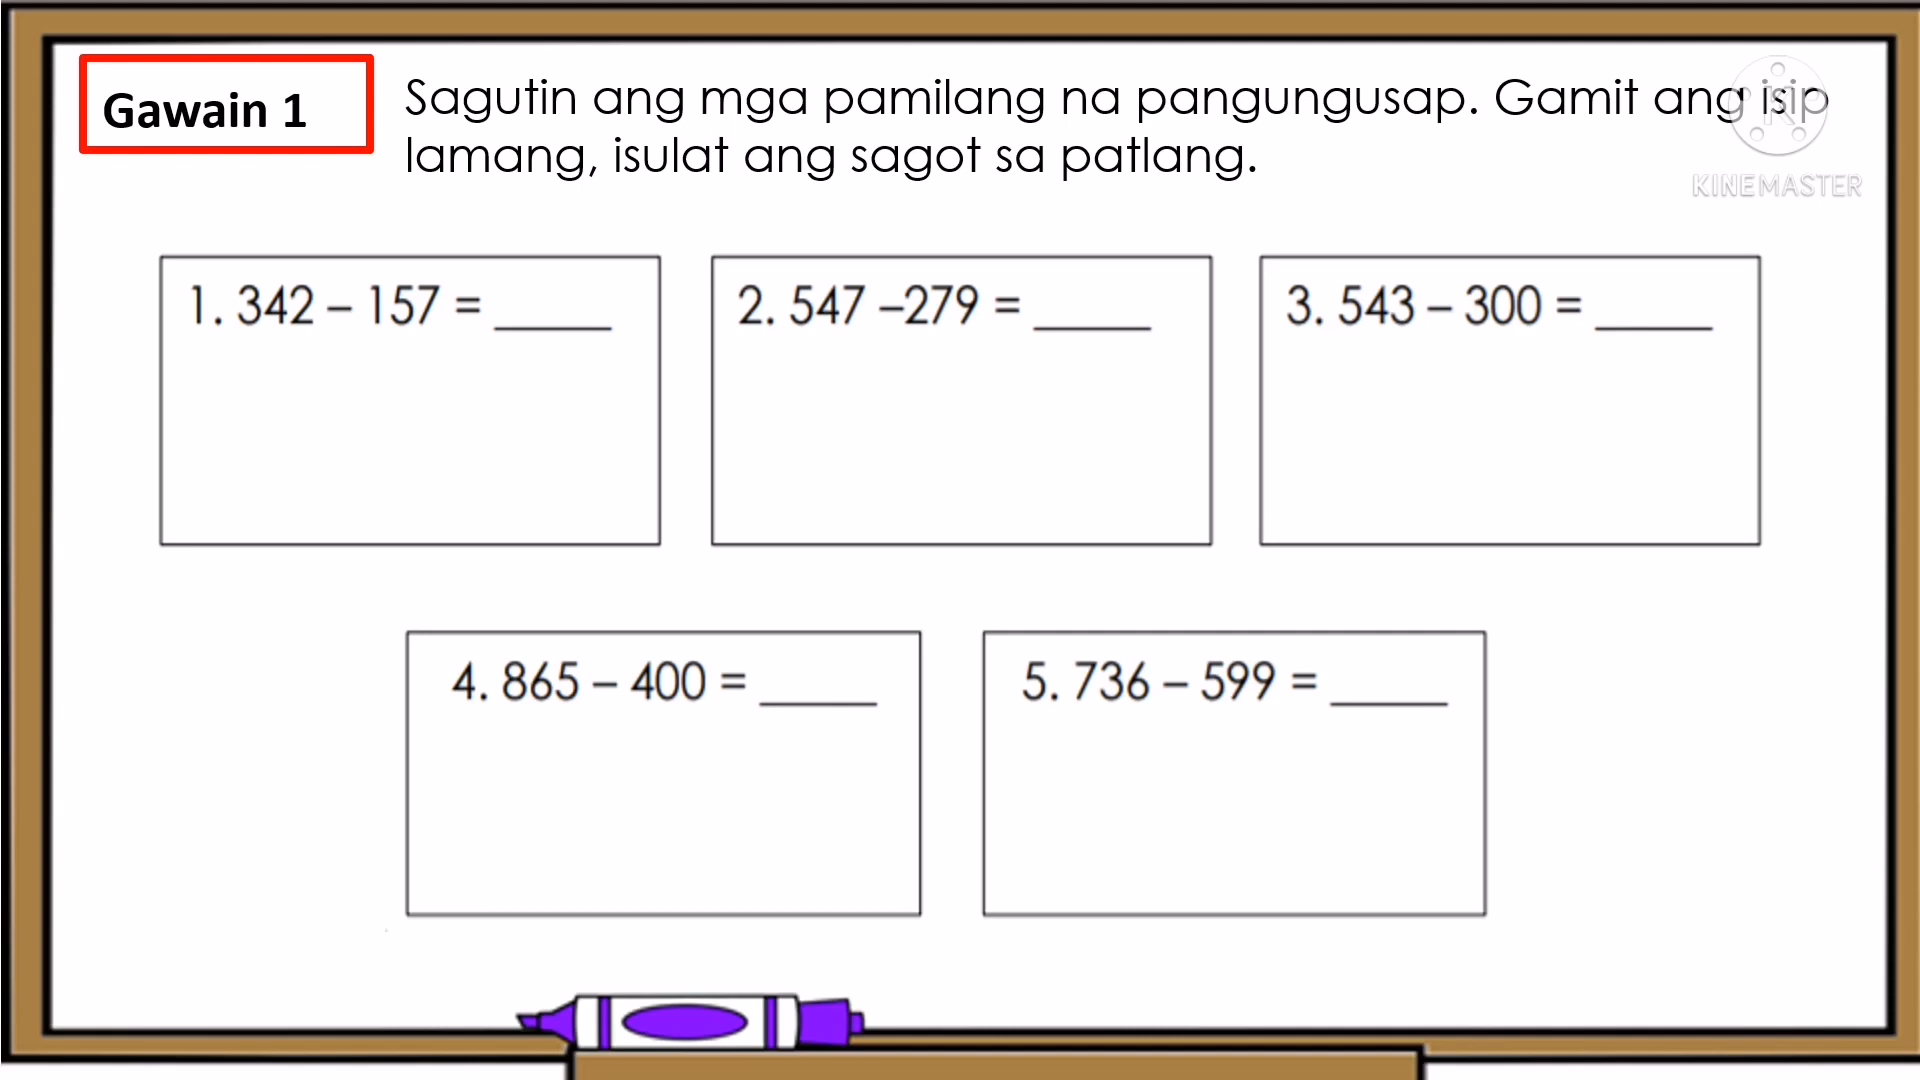 Gawain 1
Sagutin ang mga pamilang na pangungusap. Gamit ang isip
lamang, isulat ang sagot sa patlang.
KINEMASTER
1. 342 – 157 = _____
2. 547 –279 = _____
3. 543 – 300 = _____
4. 865 – 400 = _____
5. 736 – 599 = _____